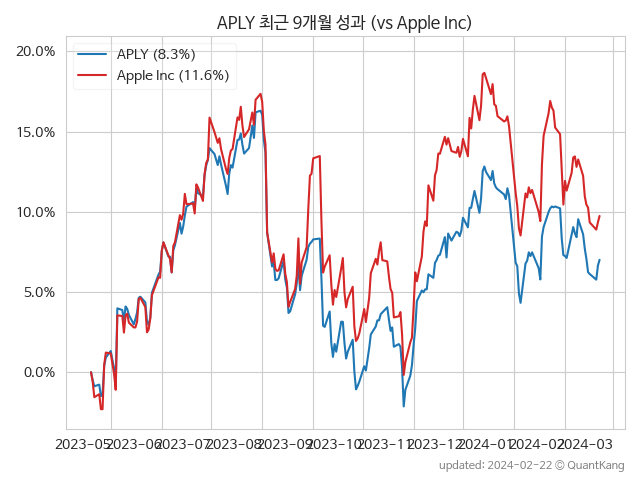 APLY 최근 9개월 성과 (vs Apple Inc)
APLY (8.3%)
Apple Inc (11.6%)
20.0%
15.0%
10.0%
5.0%
0.0%
2023-05 2023-06 2023-07 2023-08 2023-09 2023-10 2023-11 2023-12 2024-01 2024-02 2024-03
updated: 2024-02-22 © QuantKang